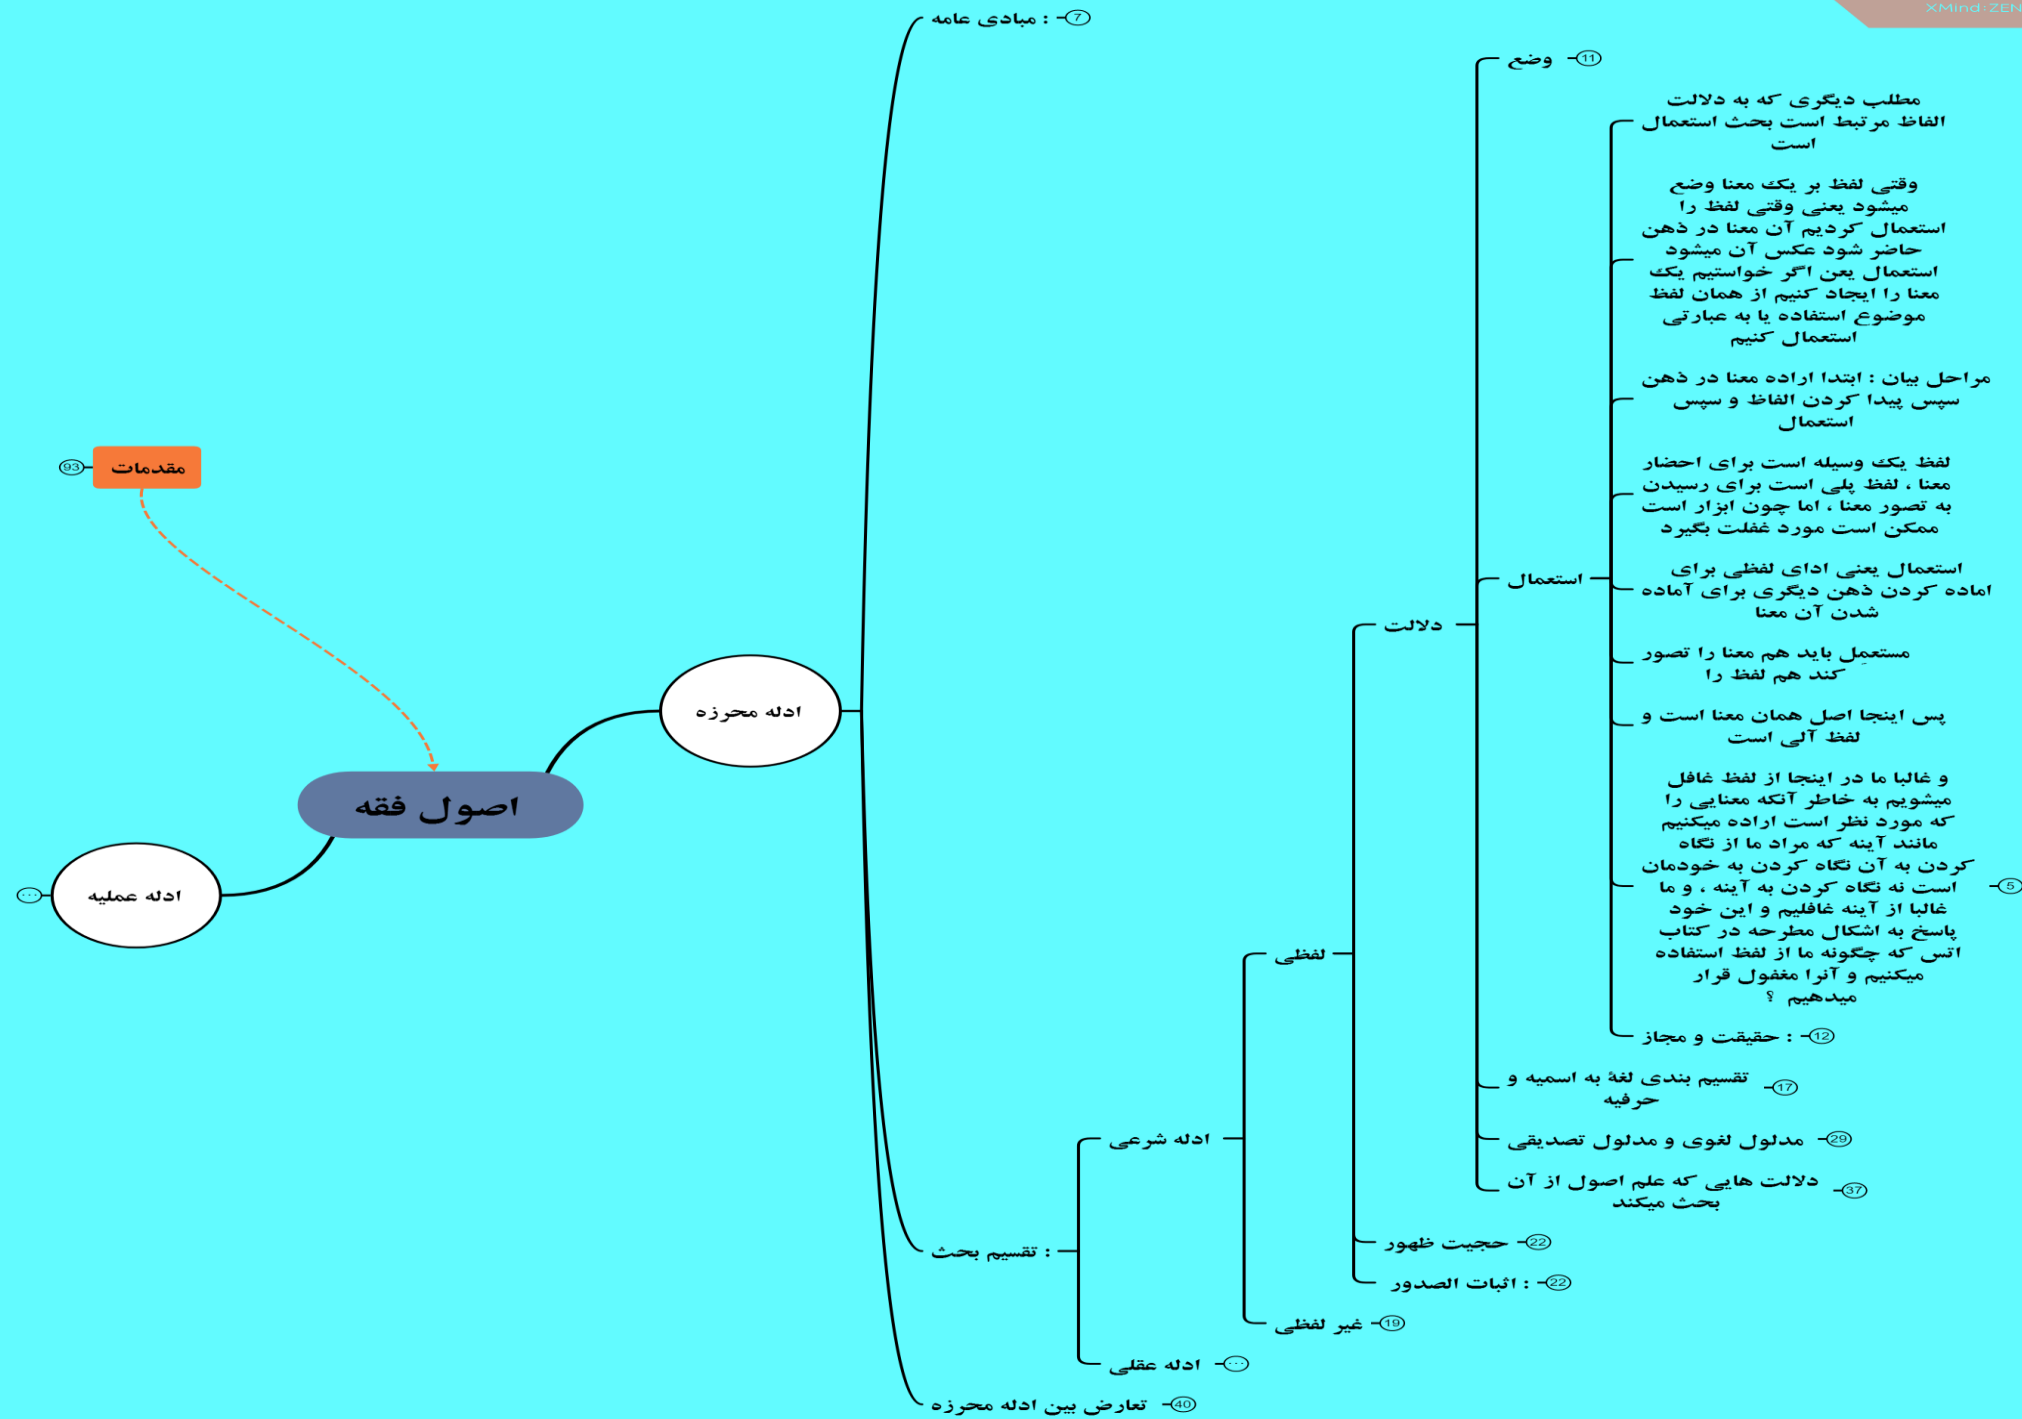 XMind:ZEN
مبادی عامه :
7
وضع
11
مطلب دیگری که به دلالت
الفاظ مرتبط است بحث استعمال
است
وقتی لفظ بر یک معنا وضع
میشود یعنی وقتی لفظ را
استعمال کردیم آن معنا در ذهن
حاضر شود عکس آن میشود
استعمال یعن اگر خواستیم یک
معنا را ایجاد کنیم از همان لفظ
موضوع استفاده یا به عبارتی
استعمال کنیم
مراحل بیان : ابتدا اراده معنا در ذهن
سپس پیدا کردن الفاظ و سپس
استعمال
لفظ یک وسیله است برای احضار
معنا ، لفظ پلی است برای رسیدن
به تصور معنا ، اما چون ابزار است
ممکن است مورد غفلت بگیرد
استعمال
استعمال یعنی ادای لفظی برای
اماده کردن ذهن دیگری برای آماده
شدن آن معنا
مستعمِل باید هم معنا را تصور
کند هم لفظ را
پس اینجا اصل همان معنا است و
لفظ آلی است
و غالبا ما در اینجا از لفظ غافل
میشویم به خاطر آنکه معنایی را
که مورد نظر است اراده میکنیم
مانند آینه که مراد ما از نگاه
کردن به آن نگاه کردن به خودمان
است نه نگاه کردن به آینه ، و ما
غالبا از آینه غافلیم و این خود
پاسخ به اشکال مطرحه در کتاب
اتس که چگونه ما از لفظ استفاده
میکنیم و آنرا مغفول قرار
میدهیم ؟
5
حقیقت و مجاز :
12
دلالت
تقسیم بندی لغة به اسمیه و
حرفیه
17
مدلول لغوی و مدلول تصدیقی
29
دلالت هایی که علم اصول از آن
بحث میکند
37
لفظی
حجیت ظهور
22
اثبات الصدور :
22
ادله شرعی
غیر لفظی
19
تقسیم بحث :
ادله عقلی
...
تعارض بین ادله محرزه
40
مقدمات
93
ادله محرزه
اصول فقه
ادله عملیه
...